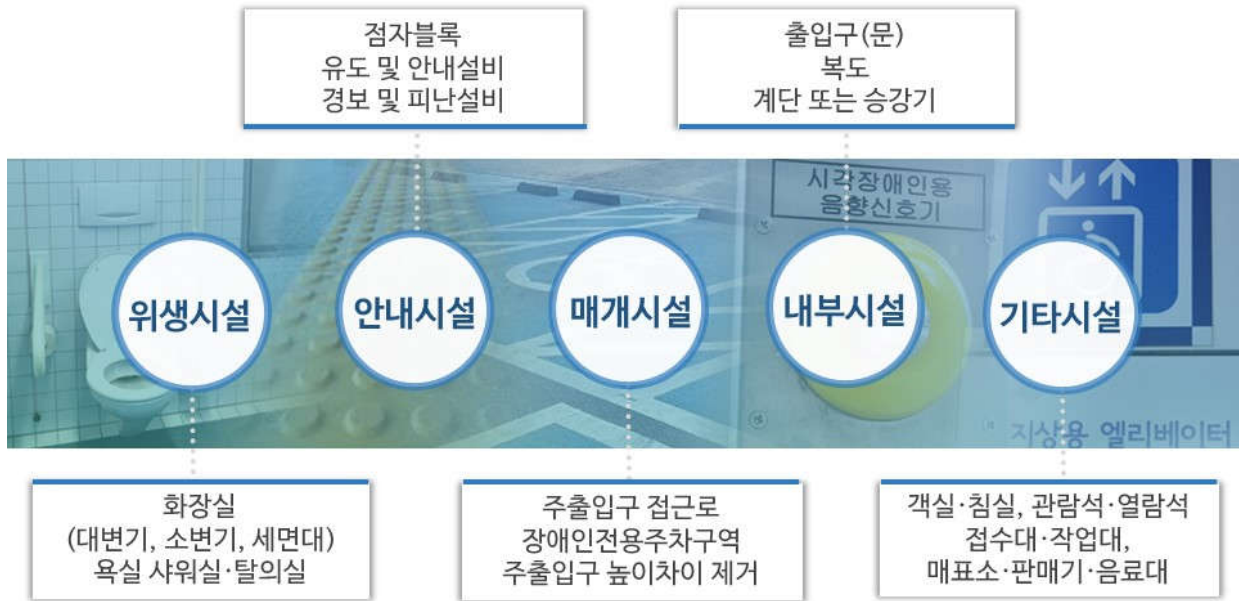 점자블록
유도 및 안내설비
경보 및 피난설비
출입구(문)
복도
계단 또는 승강기
시각장애인용
음향신호기
위생시설
안내시설
매개시설
내부시설
기타시설
지상용 엘리베이터
화장실
(대변기, 소변기, 세면대)
욕실 샤워실·탈의실
주출입구 접근로
장애인전용주차구역
주출입구 높이차이 제거
객실·침실, 관람석·열람석
접수대·작업대,
매표소·판매기·음료대